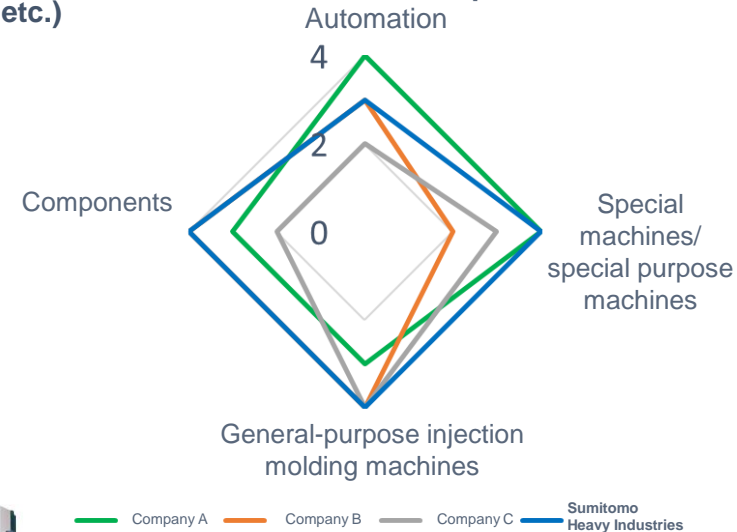 etc.)
Automation
4
2
0
Components
Special
machines/
special purpose
machines
General-purpose injection
molding machines
Company A
Company B
Company C
Sumitomo
Heavy Industries